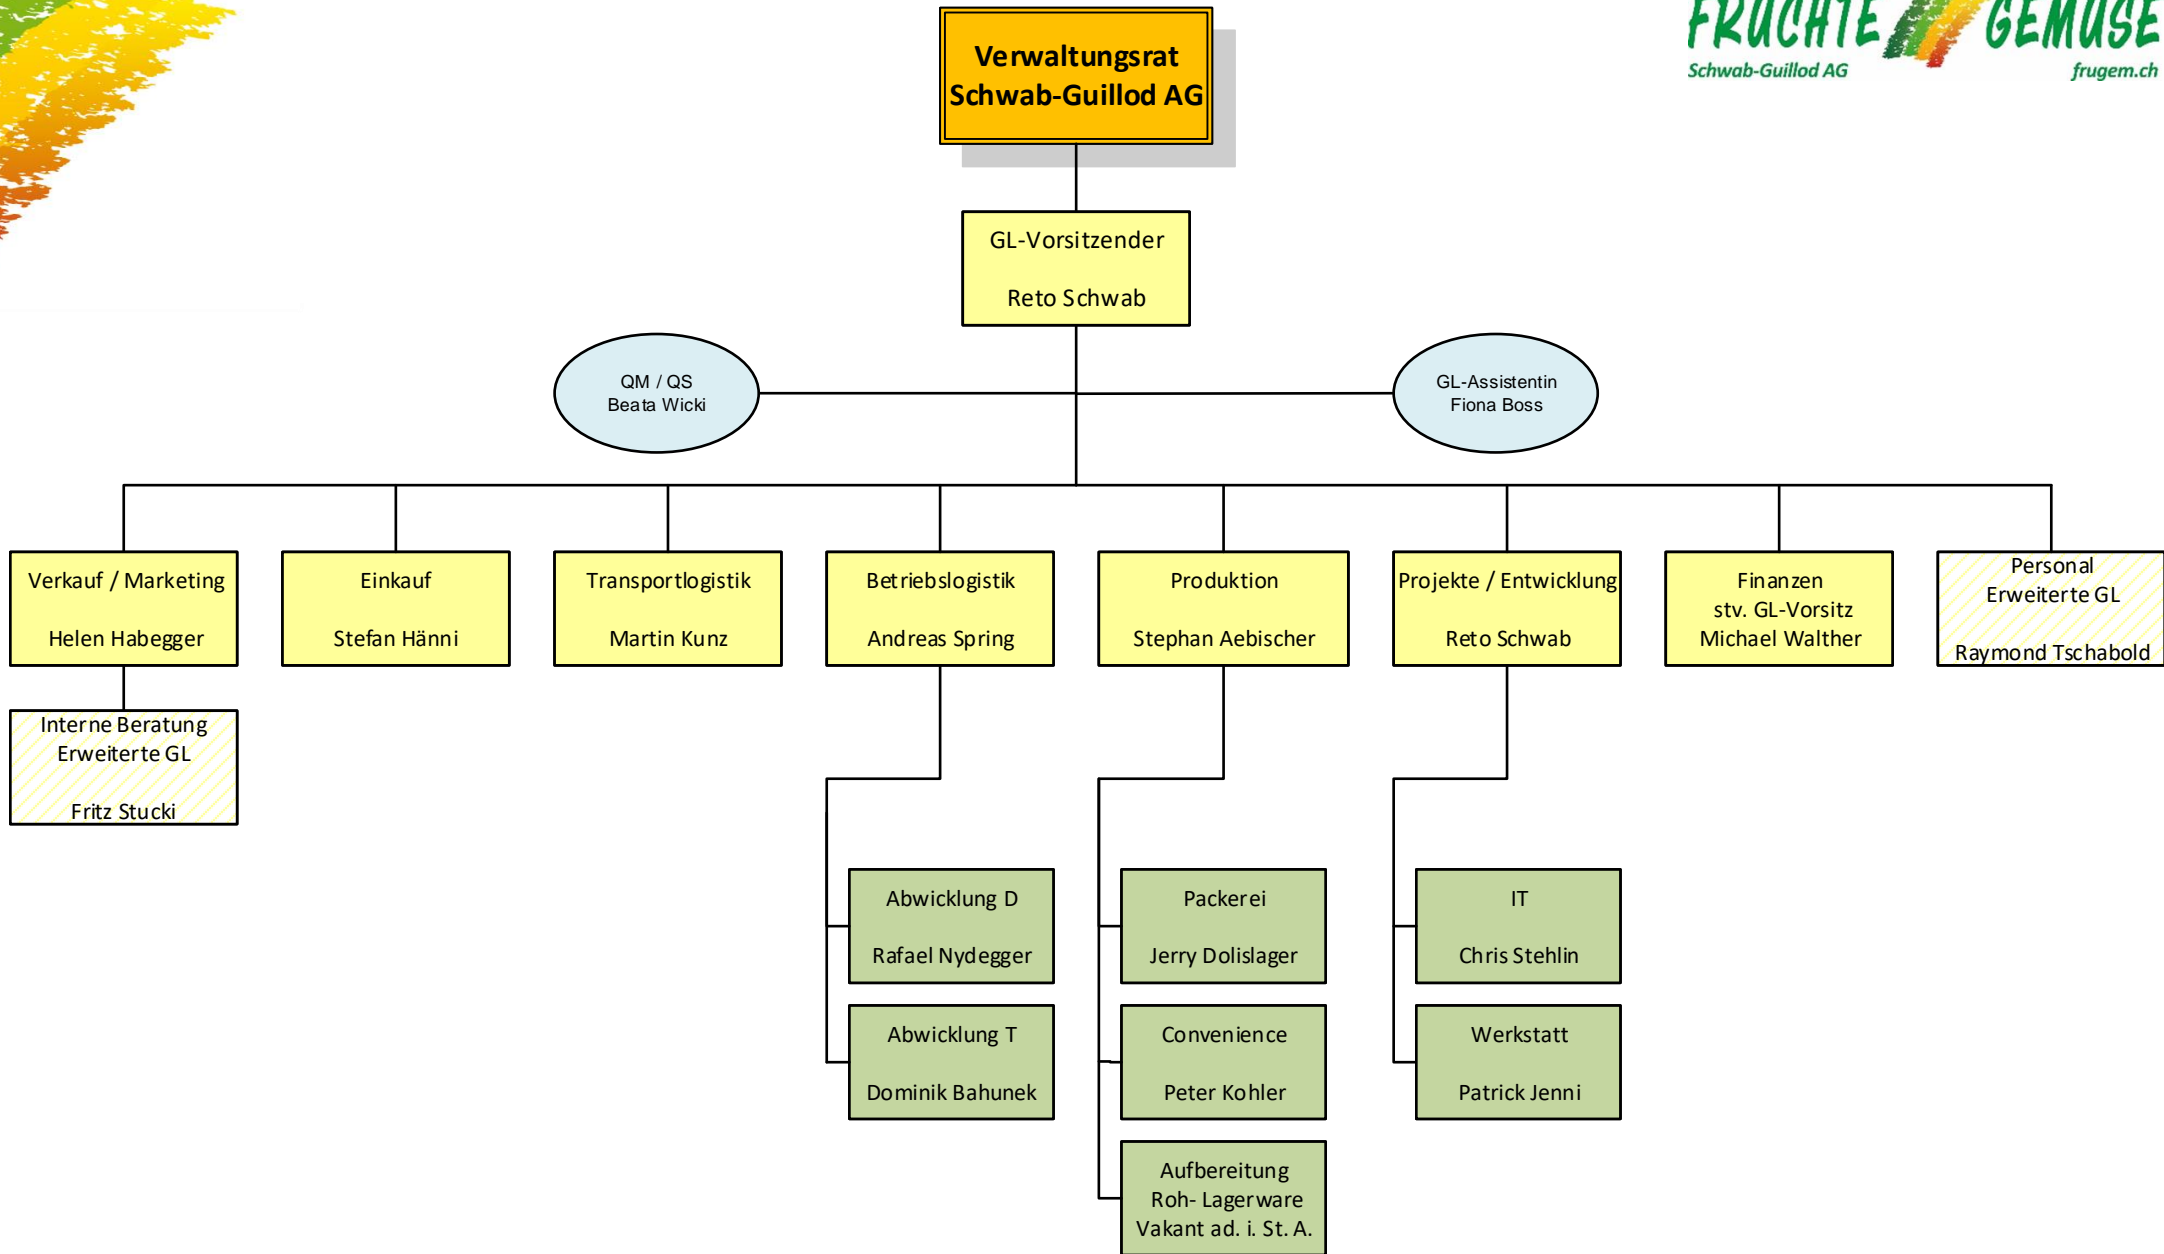 FRÜCHTE GEMÜSE
Schwab-Guillod AG
frugem.ch
Verwaltungsrat
Schwab-Guillod AG
GL-Vorsitzender
Reto Schwab
QM / QS
Beata Wicki
GL-Assistentin
Fiona Boss
Verkauf / Marketing
Helen Habegger
Einkauf
Stefan Hänni
Transportlogistik
Martin Kunz
Betriebslogistik
Andreas Spring
Produktion
Stephan Aebischer
Projekte / Entwicklung
Reto Schwab
Finanzen
stv. GL-Vorsitz
Michael Walther
Personal
Erweiterte GL
Raymond Tschabold
Interne Beratung
Erweiterte GL
Fritz Stucki
Abwicklung D
Rafael Nydegger
Abwicklung T
Dominik Bahunek
Packerei
Jerry Dolislager
Convenience
Peter Kohler
Aufbereitung
Roh- Lagerware
Vakant ad. i. St. A.
IT
Chris Stehlin
Werkstatt
Patrick Jenni